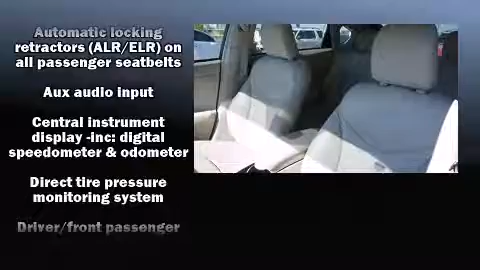 Automatic locking
retractors (ALR/ELR) on
all passenger seatbelts
Aux audio input
Central instrument
display -inc: digital
speedometer & odometer
Direct tire pressure
monitoring system
Driver/front passenger